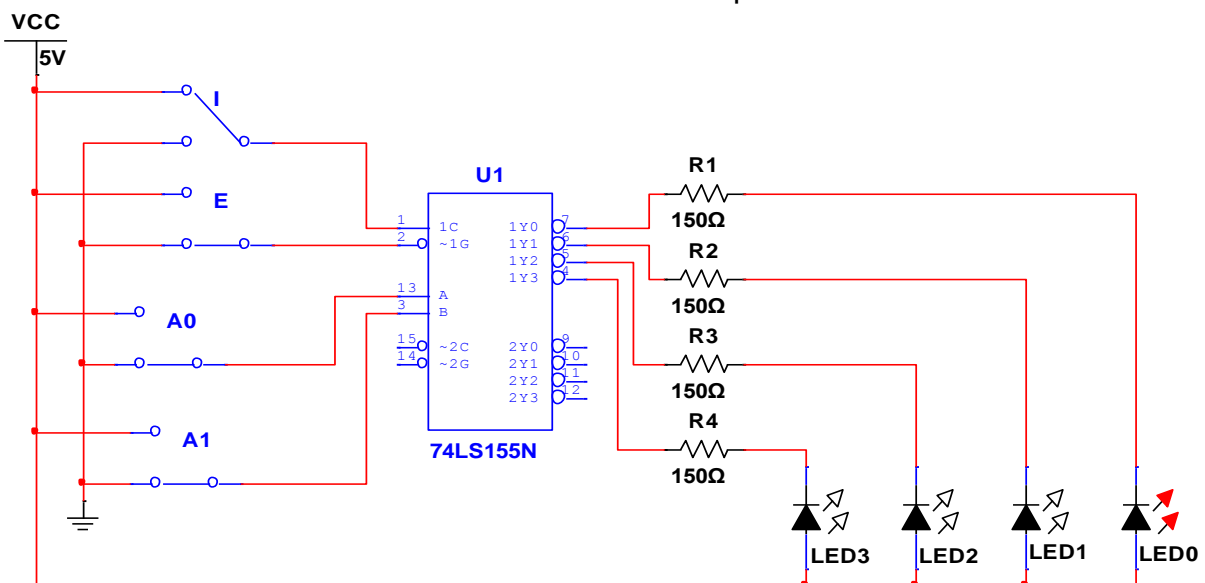 VCC
5V
I
E
A0
A1
U1
1 1C
2 ~1G
13 A
3 B
15 ~2C
14 ~2G
1Y0 7
1Y1 6
1Y2 5
1Y3 4
2Y0 9
2Y1 10
2Y2 11
2Y3 12
74LS155N
R1
150Ω
R2
150Ω
R3
150Ω
R4
150Ω
LED3
LED2
LED1
LED0